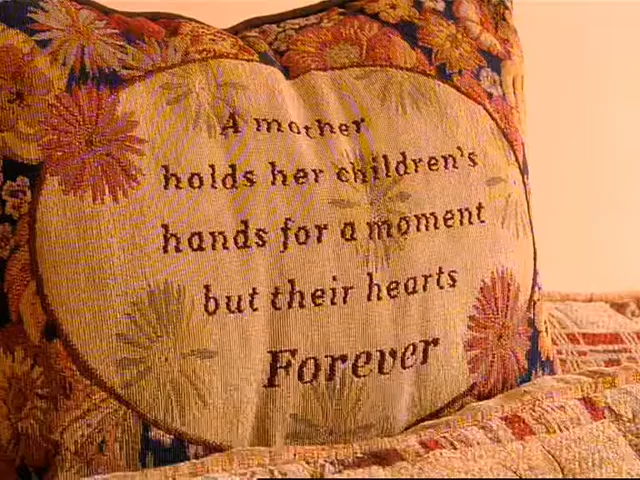 A mother
holds her children's
hands for a moment
but their hearts
Forever